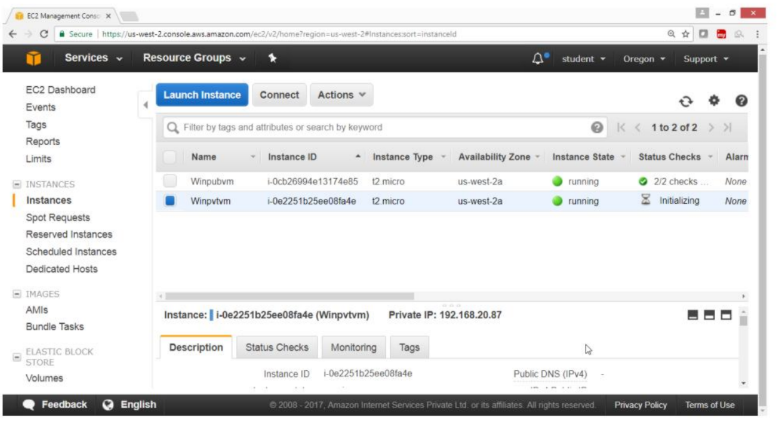 EC2 Management Conso
Secure https://us-west-2.console.aws.amazon.com/ec2/v2/home?region=us-west-2#Instances:sort=instanceId
Services Resource Groups student Oregon Support
EC2 Dashboard
Events
Tags
Reports
Limits
INSTANCES
Instances
Spot Requests
Reserved Instances
Scheduled Instances
Dedicated Hosts
IMAGES
AMIs
Bundle Tasks
ELASTIC BLOCK
STORE
Volumes
Launch Instance Connect Actions
Filter by tags and attributes or search by keyword 1 to 2 of 2
Name Instance ID Instance Type Availability Zone Instance State Status Checks Alarm
Winpubvm i-0cb26994e13174e85 t2.micro us-west-2a running 2/2 checks ... None
Winpvtvm i-0e2251b25ee08fa4e t2.micro us-west-2a running Initializing None
Instance: i-0e2251b25ee08fa4e (Winpvtvm) Private IP: 192.168.20.87
Description Status Checks Monitoring Tags
Instance ID i-0e2251b25ee08fa4e Public DNS (IPv4) -
Feedback English © 2008 - 2017, Amazon Internet Services Private Ltd. or its affiliates. All rights reserved. Privacy Policy Terms of Use